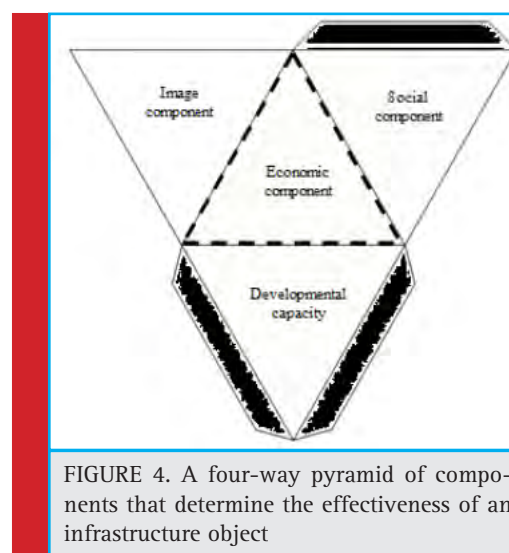 Image
component
Social
component
Economic
component
Developmental
capacity
FIGURE 4. A four-way pyramid of compo-
nents that determine the effectiveness of an
infrastructure object